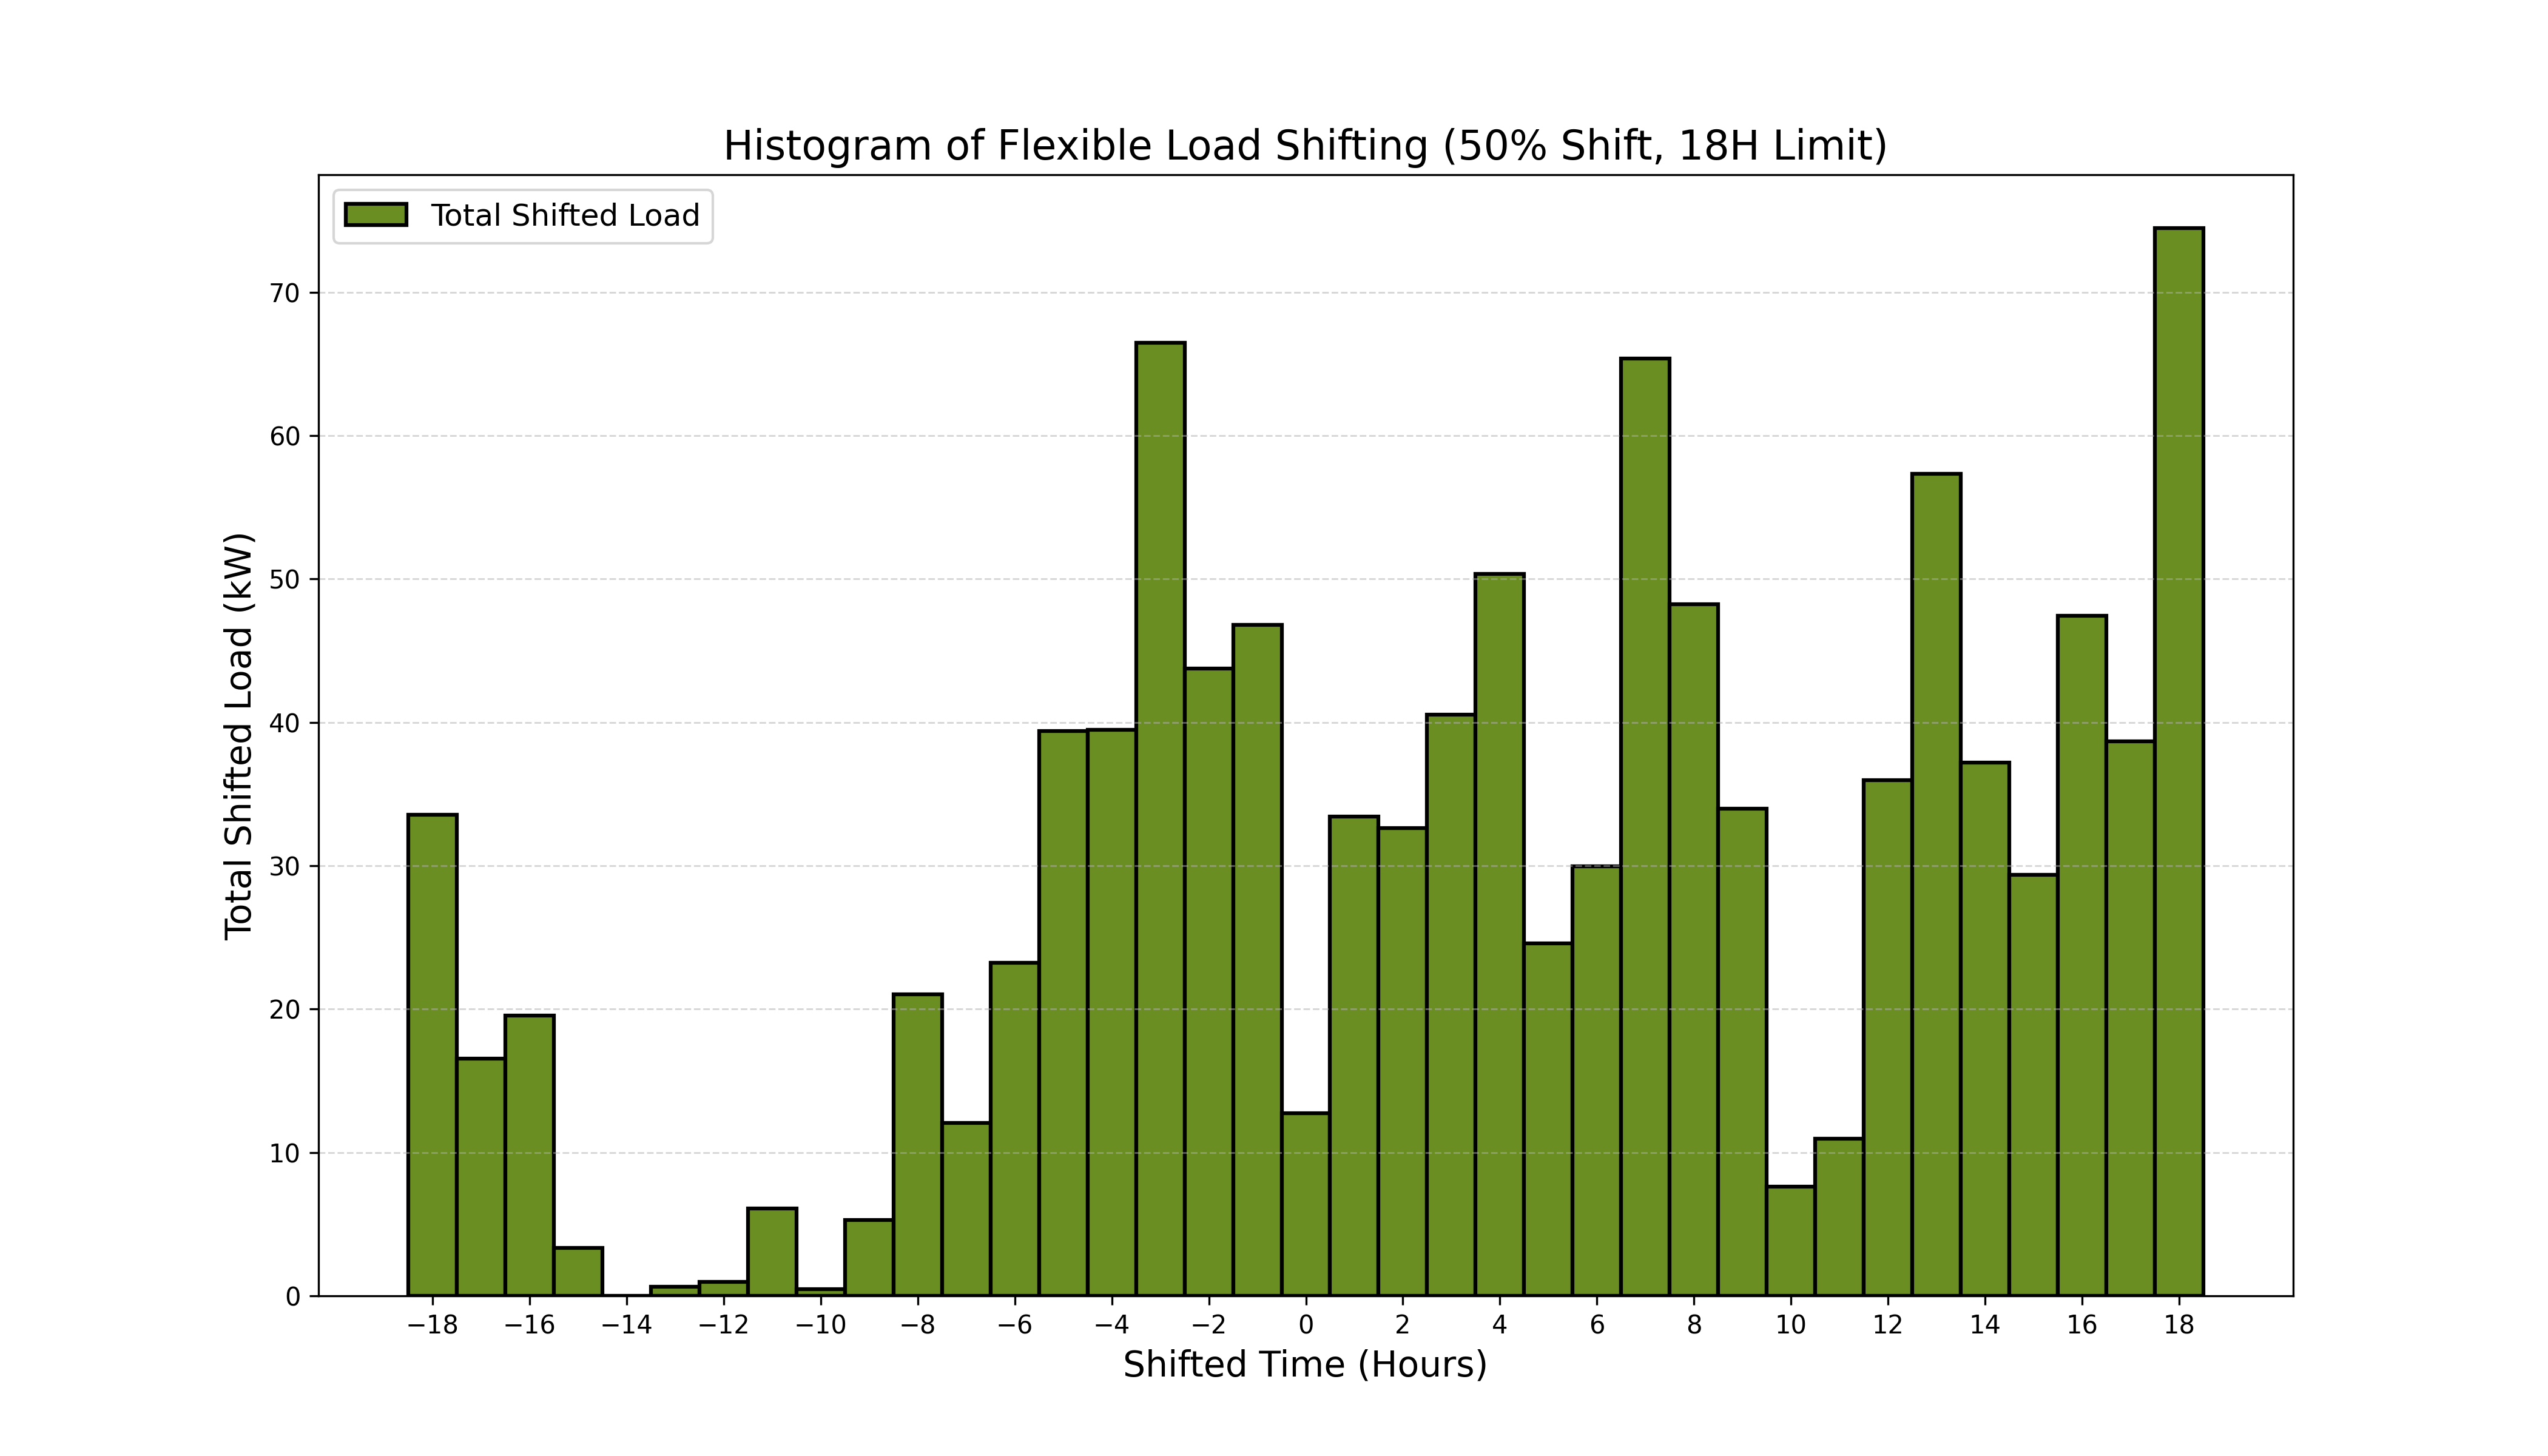 Histogram of Flexible Load Shifting (50% Shift, 18H Limit)
Total Shifted Load
Total Shifted Load (kW)
70
60
50
40
30
20
10
0
−18 −16 −14 −12 −10 −8 −6 −4 −2 0 2 4 6 8 10 12 14 16 18
Shifted Time (Hours)